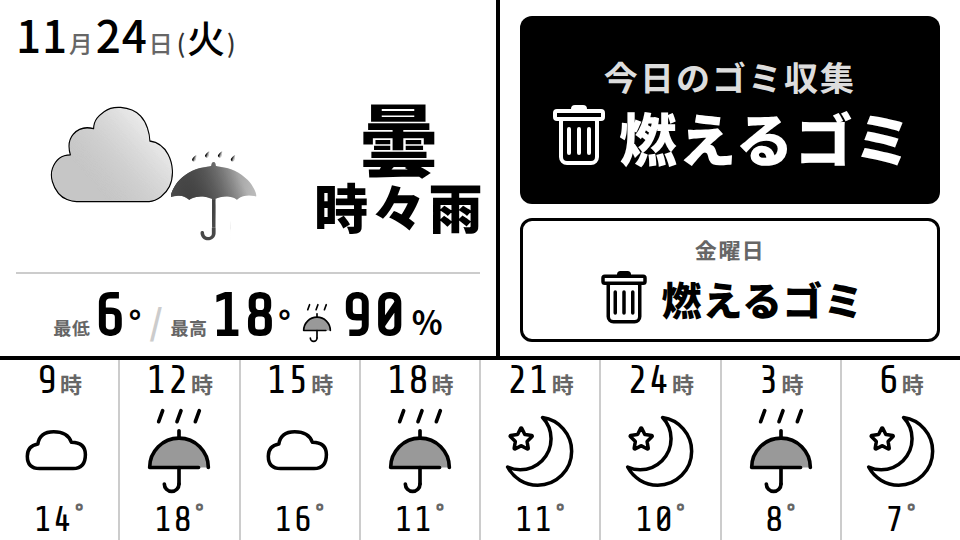 11月24日(火)
曇
時々雨
最低 6° / 最高 18° 90 %
今日のゴミ収集
燃えるゴミ
金曜日
燃えるゴミ
9時 12時 15時 18時 21時 24時 3時 6時
14° 18° 16° 11° 11° 10° 8° 7°